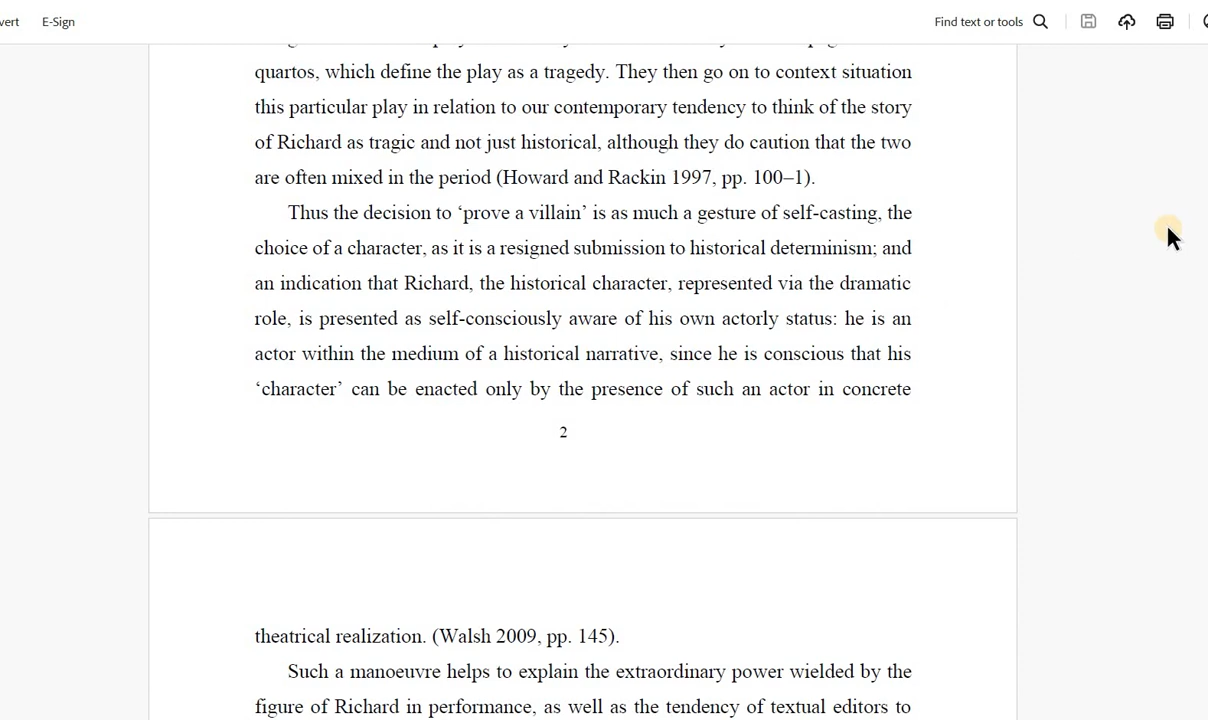 vert E-Sign Find text or tools
quartos, which define the play as a tragedy. They then go on to context situation
this particular play in relation to our contemporary tendency to think of the story
of Richard as tragic and not just historical, although they do caution that the two
are often mixed in the period (Howard and Rackin 1997, pp. 100–1).
Thus the decision to ‘prove a villain’ is as much a gesture of self-casting, the
choice of a character, as it is a resigned submission to historical determinism; and
an indication that Richard, the historical character, represented via the dramatic
role, is presented as self-consciously aware of his own actorly status: he is an
actor within the medium of a historical narrative, since he is conscious that his
‘character’ can be enacted only by the presence of such an actor in concrete
2
theatrical realization. (Walsh 2009, pp. 145).
Such a manoeuvre helps to explain the extraordinary power wielded by the
figure of Richard in performance, as well as the tendency of textual editors to